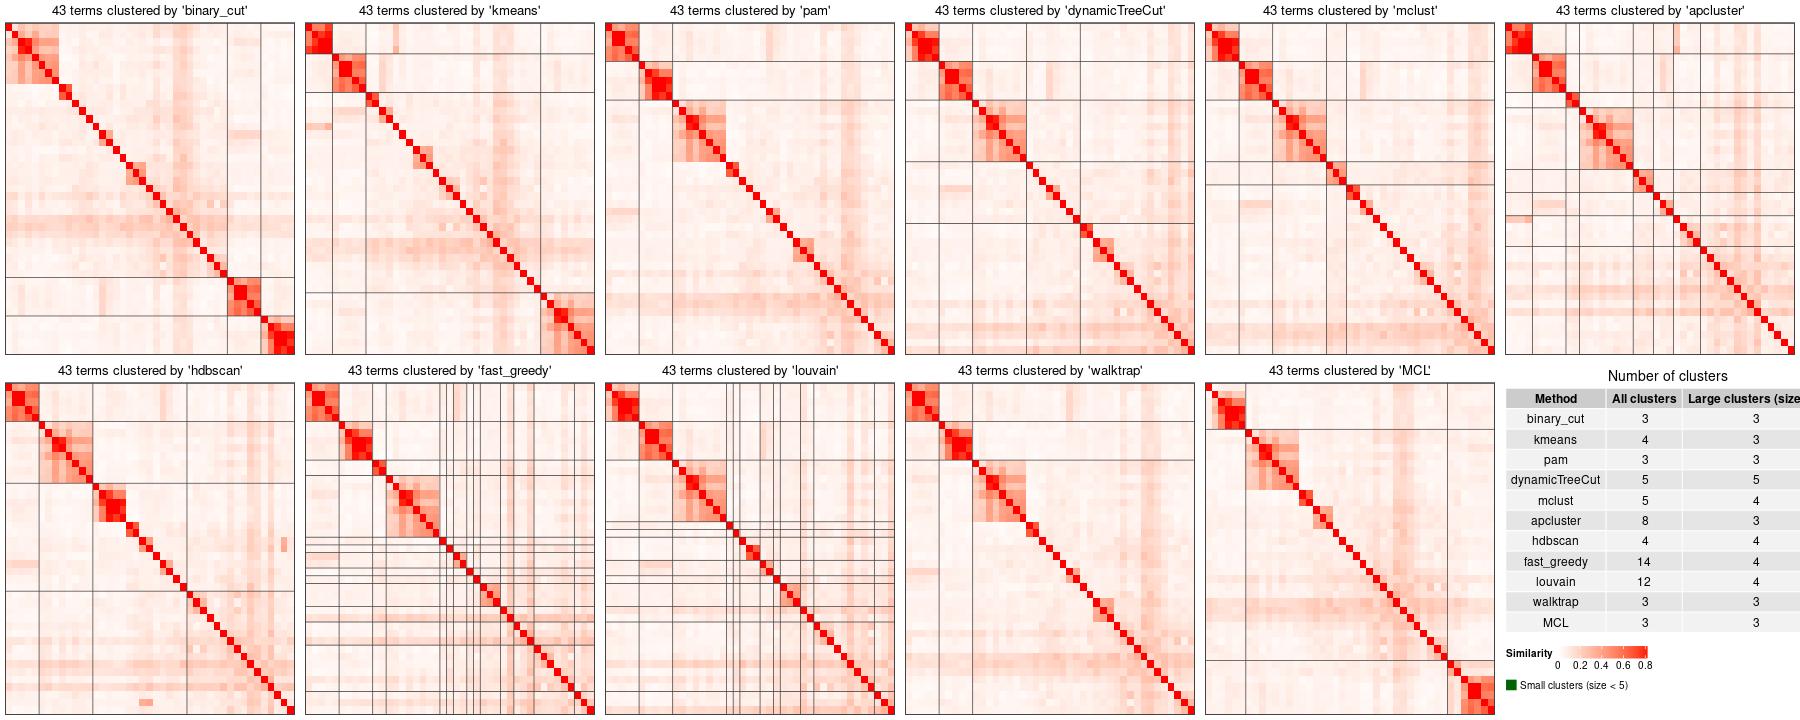 43 terms clustered by 'binary_cut'
43 terms clustered by 'kmeans'
43 terms clustered by 'pam'
43 terms clustered by 'dynamicTreeCut'
43 terms clustered by 'mclust'
43 terms clustered by 'apcluster'
43 terms clustered by 'hdbscan'
43 terms clustered by 'fast_greedy'
43 terms clustered by 'louvain'
43 terms clustered by 'walktrap'
43 terms clustered by 'MCL'
Number of clusters
Method All clusters Large clusters (size
binary_cut 3 3
kmeans 4 3
pam 3 3
dynamicTreeCut 5 5
mclust 5 4
apcluster 8 3
hdbscan 4 4
fast_greedy 14 4
louvain 12 4
walktrap 3 3
MCL 3 3
Similarity
0 0.2 0.4 0.6 0.8
Small clusters (size < 5)